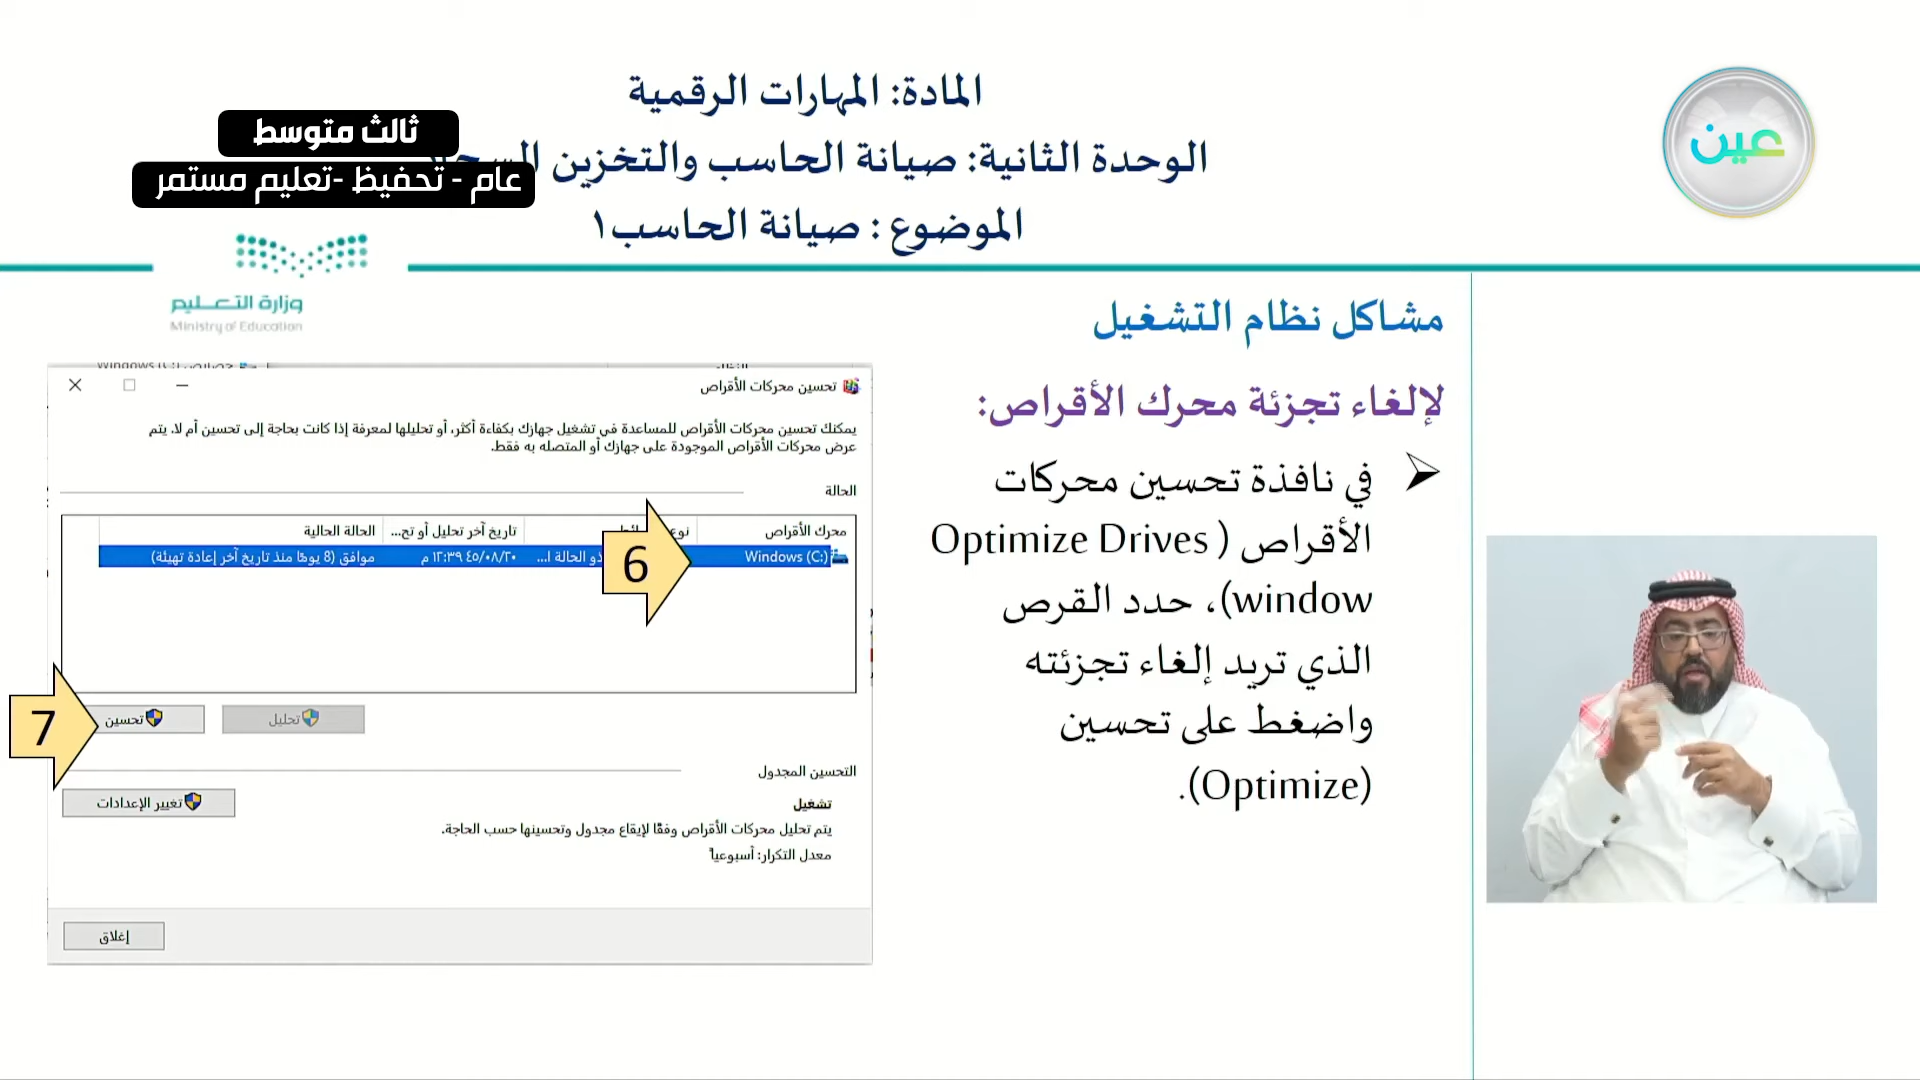 المادة: المهارات الرقمية
ثالث متوسط
الوحدة الثانية: صيانة الحاسب والتخزين
عام - تحفيظ -تعليم مستمر
الموضوع : صيانة الحاسب١
عين
وزارة التعـــليم
Ministry of Education
مشاكل نظام التشغيل
لإلغاء تجزئة محرك الأقراص:
في نافذة تحسين محركات
الأقراص ( Optimize Drives
window)، حدد القرص
الذي تريد إلغاء تجزئته
واضغط على تحسين
(Optimize).
تحسين محركات الأقراص
يمكنك تحسين محركات الأقراص للمساعدة في تشغيل جهازك بكفاءة أكثر، أو تحليلها لمعرفة إذا كانت بحاجة إلى تحسين أم لا. يتم
عرض محركات الأقراص الموجودة على جهازك أو المتصله به فقط.
الحالة
محرك الأقراص تاريخ آخر تحليل أو تح... الحالة الحالية
Windows (C:) ذو الحالة ا... ٤٥/٠٨/٢٠ ١٢:٣٩ م موافق (8 يومًا منذ تاريخ آخر إعادة تهيئة)
6
تحليل
تحسين
7
التحسين المجدول
تشغيل
تغيير الإعدادات
يتم تحليل محركات الأقراص وفقًا لإيقاع مجدول وتحسينها حسب الحاجة.
معدل التكرار: أسبوعياً
إغلاق